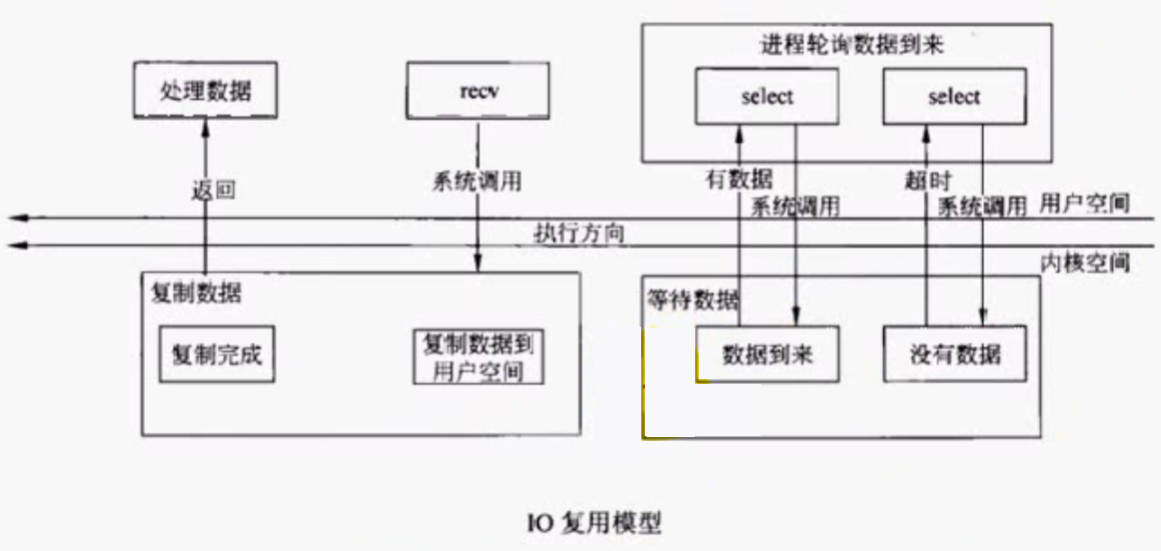 进程轮询数据到来
处理数据
recv
select
select
返回
系统调用
有数据
系统调用
超时
系统调用
用户空间
执行方向
内核空间
复制数据
复制完成
复制数据到
用户空间
等待数据
数据到来
没有数据
IO 复用模型